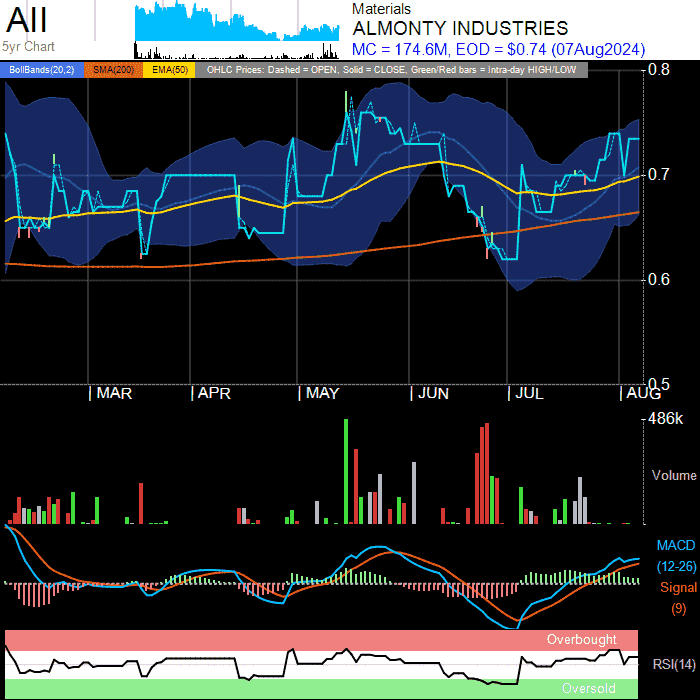 AII
5yr Chart
Materials
ALMONTY INDUSTRIES
MC = 174.6M, EOD = $0.74 (07Aug2024)
BollBands(20,2) SMA(200) EMA(50) OHLC Prices: Dashed = OPEN, Solid = CLOSE, Green/Red bars = Intra-day HIGH/LOW
0.8
0.7
0.6
0.5
| MAR | APR | MAY | JUN | JUL | AUG
486k
Volume
MACD
(12-26)
Signal
(9)
Overbought
RSI(14)
Oversold